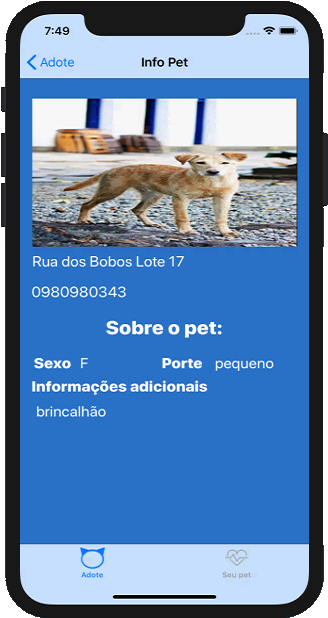 7:49
Adote Info Pet
Rua dos Bobos Lote 17
0980980343
Sobre o pet:
Sexo F Porte pequeno
Informações adicionais
brincalhão
Adote Seu pet